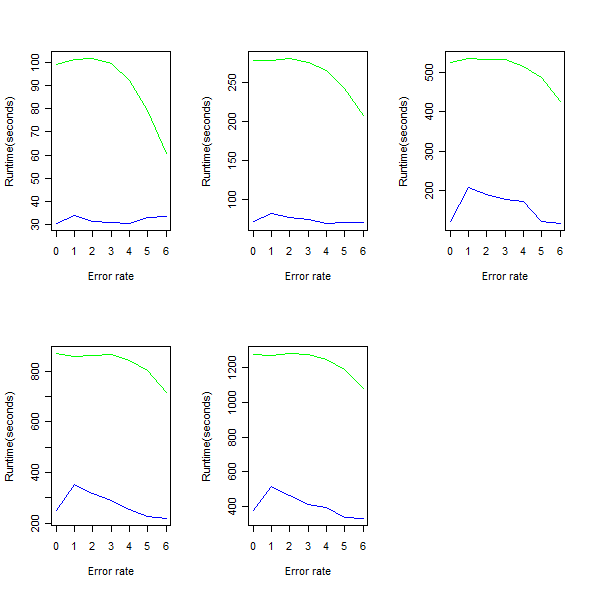 Runtime(seconds)
30 40 50 60 70 80 90 100
0 1 2 3 4 5 6
Error rate
Runtime(seconds)
100 150 200 250
0 1 2 3 4 5 6
Error rate
Runtime(seconds)
200 300 400 500
0 1 2 3 4 5 6
Error rate
Runtime(seconds)
200 400 600 800
0 1 2 3 4 5 6
Error rate
Runtime(seconds)
400 600 800 1000 1200
0 1 2 3 4 5 6
Error rate